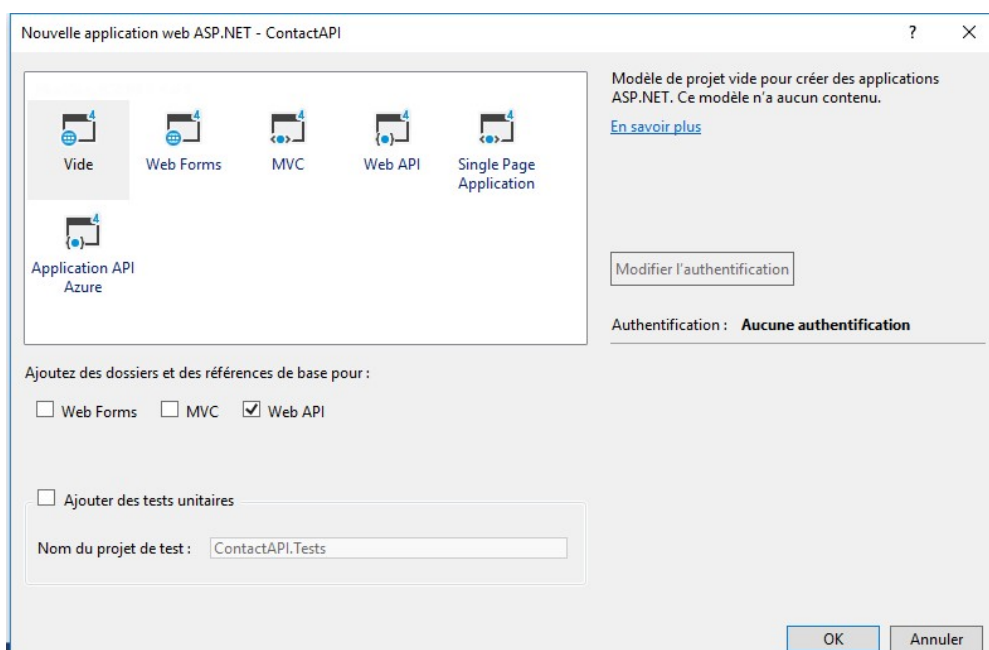 Nouvelle application web ASP.NET - ContactAPI
?
Vide
Web Forms
MVC
Web API
Single Page
Application
Application API
Azure
Modèle de projet vide pour créer des applications
ASP.NET. Ce modèle n'a aucun contenu.
En savoir plus
Modifier l'authentification
Authentification : Aucune authentification
Ajoutez des dossiers et des références de base pour :
Web Forms
MVC
Web API
Ajouter des tests unitaires
Nom du projet de test :
ContactAPI.Tests
OK
Annuler